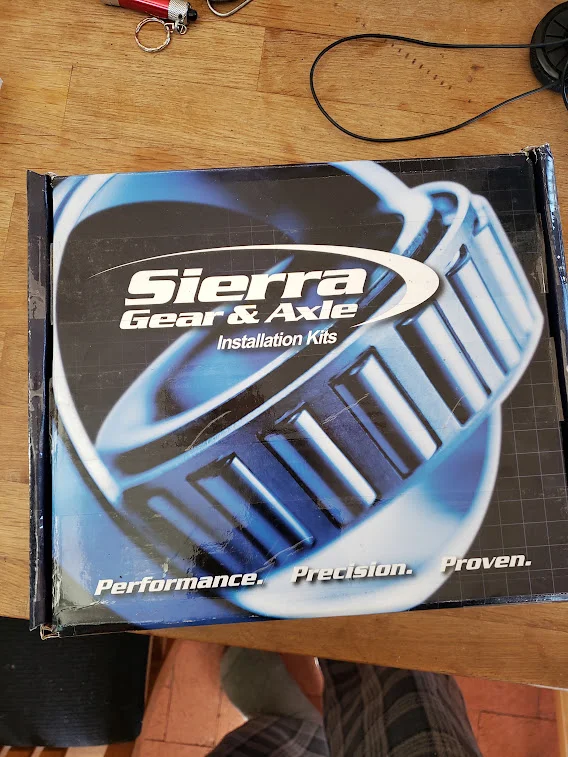 Sierra
Gear & Axle
Installation Kits
Performance. Precision. Proven.